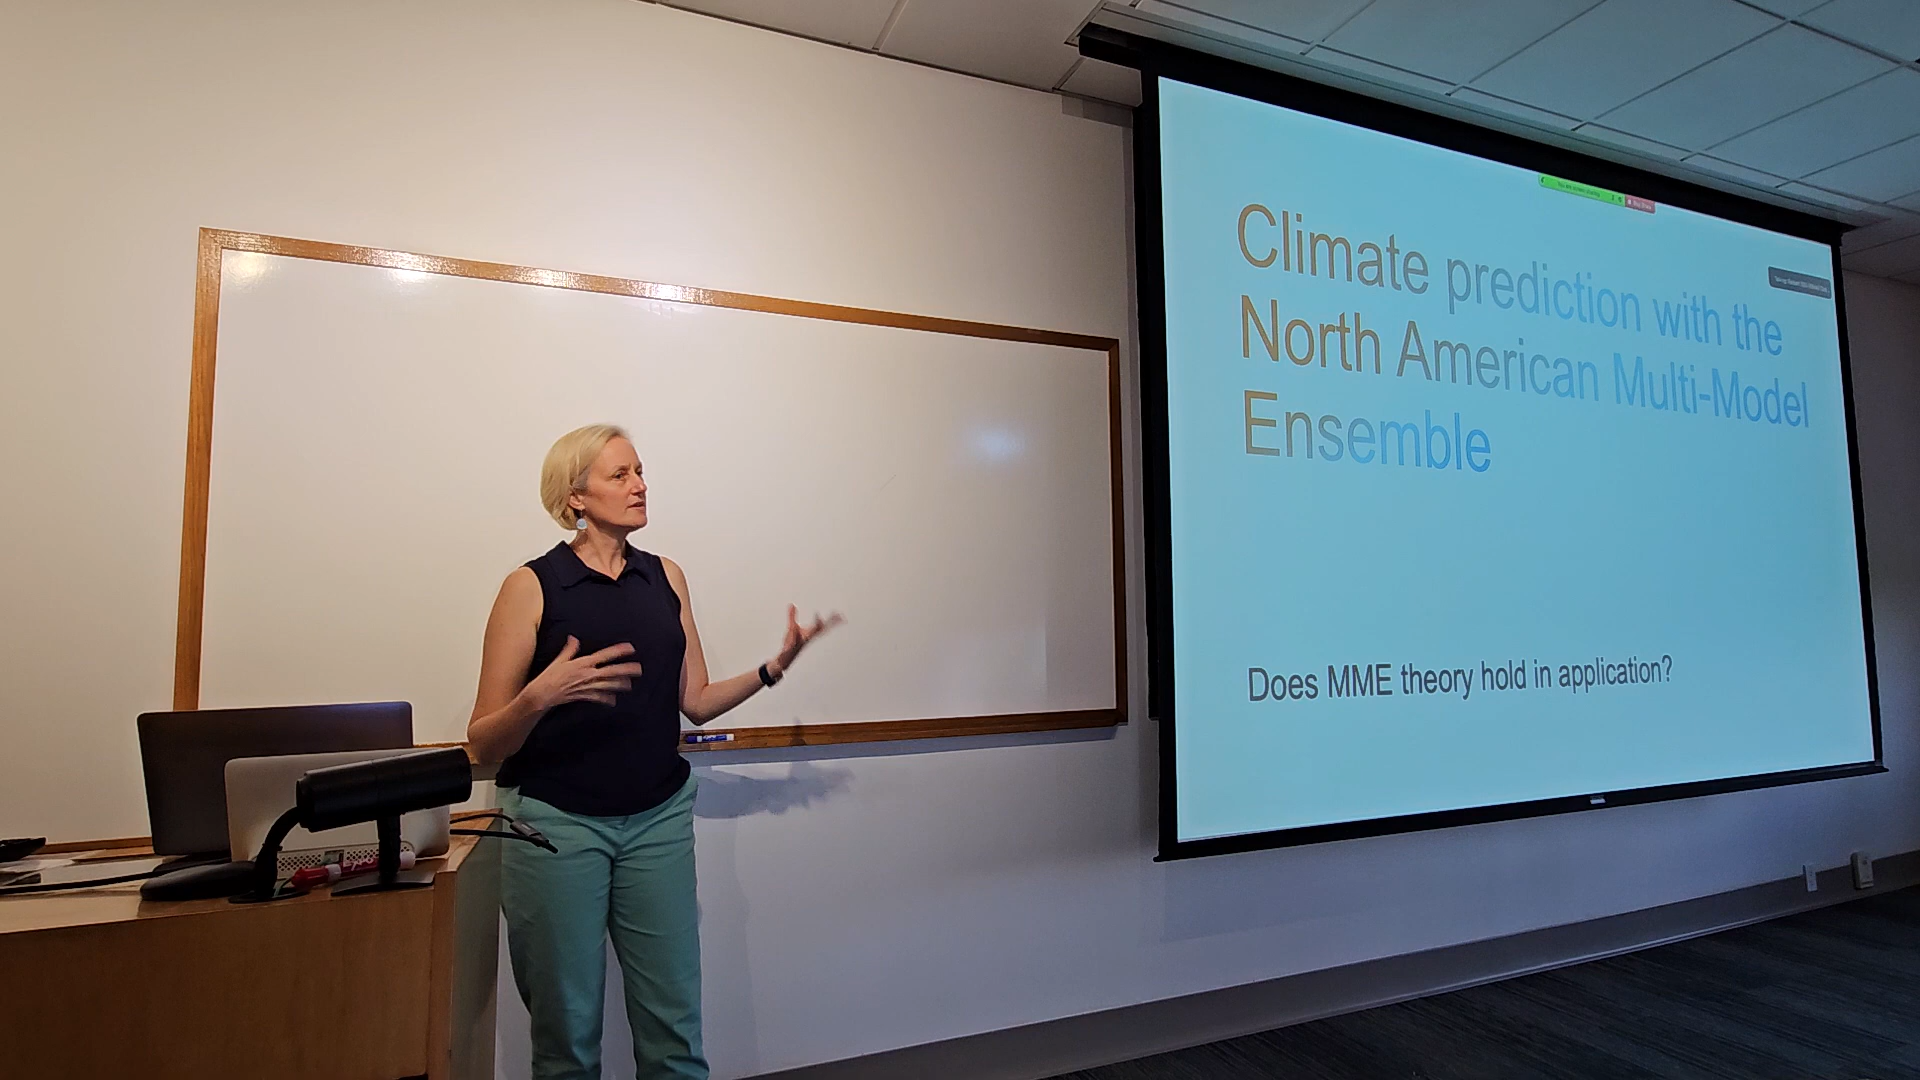 Climate prediction with the
North American Multi-Model
Ensemble
Does MME theory hold in application?